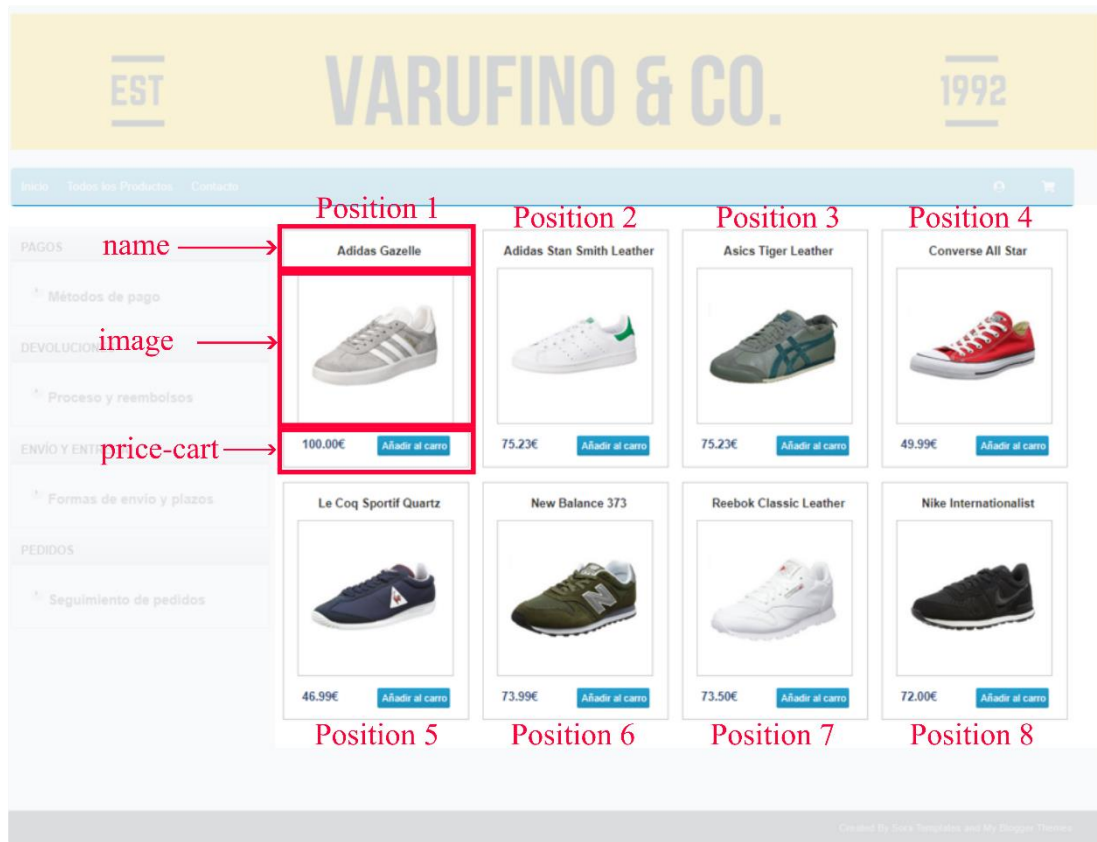 EST VARUFINO & CO. 1992
Inicio Todos los Productos Contacto
Position 1 Position 2 Position 3 Position 4
PAGOS
name
Adidas Gazelle Adidas Stan Smith Leather Asics Tiger Leather Converse All Star
Métodos de pago
image
DEVOLUCIONES
Proceso y reembolsos
100.00€ Añadir al carro 75.23€ Añadir al carro 75.23€ Añadir al carro 49.99€ Añadir al carro
ENVÍO Y
price-cart
Formas de envío y plazos
Le Coq Sportif Quartz New Balance 373 Reebok Classic Leather Nike Internationalist
PEDIDOS
Seguimiento de pedidos
46.99€ Añadir al carro 73.99€ Añadir al carro 73.50€ Añadir al carro 72.00€ Añadir al carro
Position 5 Position 6 Position 7 Position 8
Created By Sora Templates and My Blogger Themes